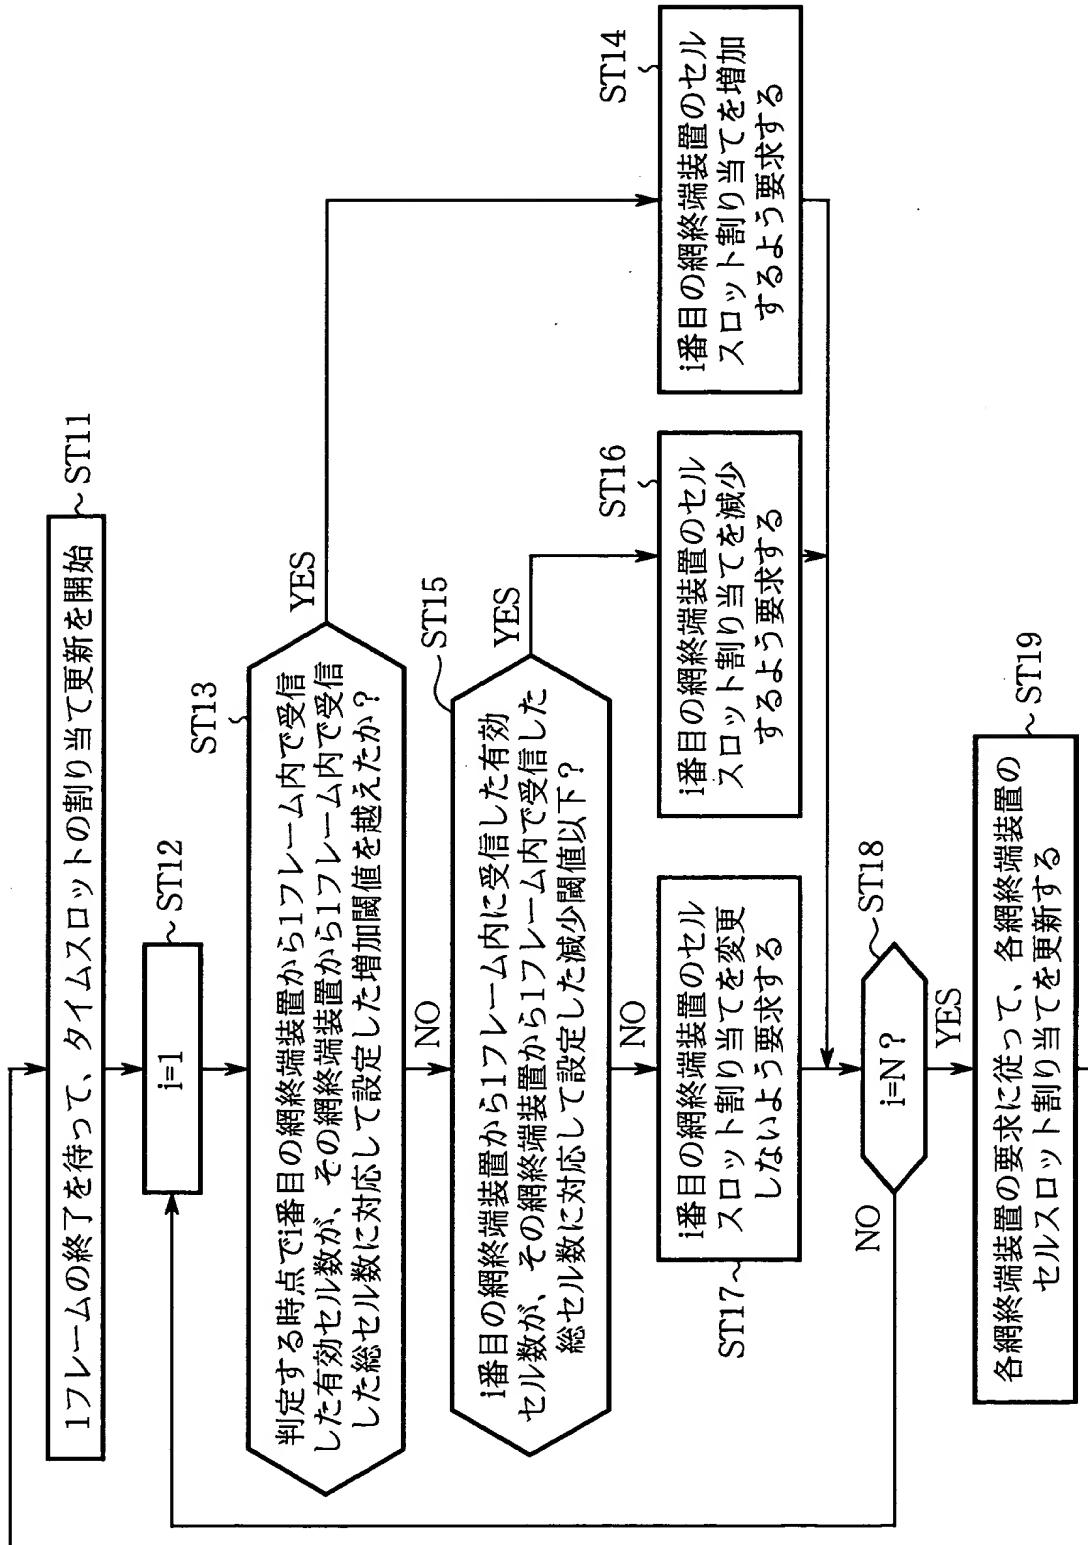 1フレームの終了を待って、タイムスロットの割り当て更新を開始
ST11
i=1
ST12
ST13
判定する時点でi番目の網終端装置から1フレーム内で受信
した有効セル数が、その網終端装置から1フレーム内で受信
した総セル数に対応して設定した増加閾値を越えたか?
YES
NO
ST14
i番目の網終端装置のセル
スロット割り当てを増加
するよう要求する
ST15
i番目の網終端装置から1フレーム内に受信した有効
セル数が、その網終端装置から1フレーム内で受信した
総セル数に対応して設定した減少閾値以下?
YES
NO
ST16
i番目の網終端装置のセル
スロット割り当てを減少
するよう要求する
ST17
i番目の網終端装置のセル
スロット割り当てを変更
しないよう要求する
ST18
i=N?
NO
YES
ST19
各網終端装置の要求に従って、各網終端装置の
セルスロット割り当てを更新する